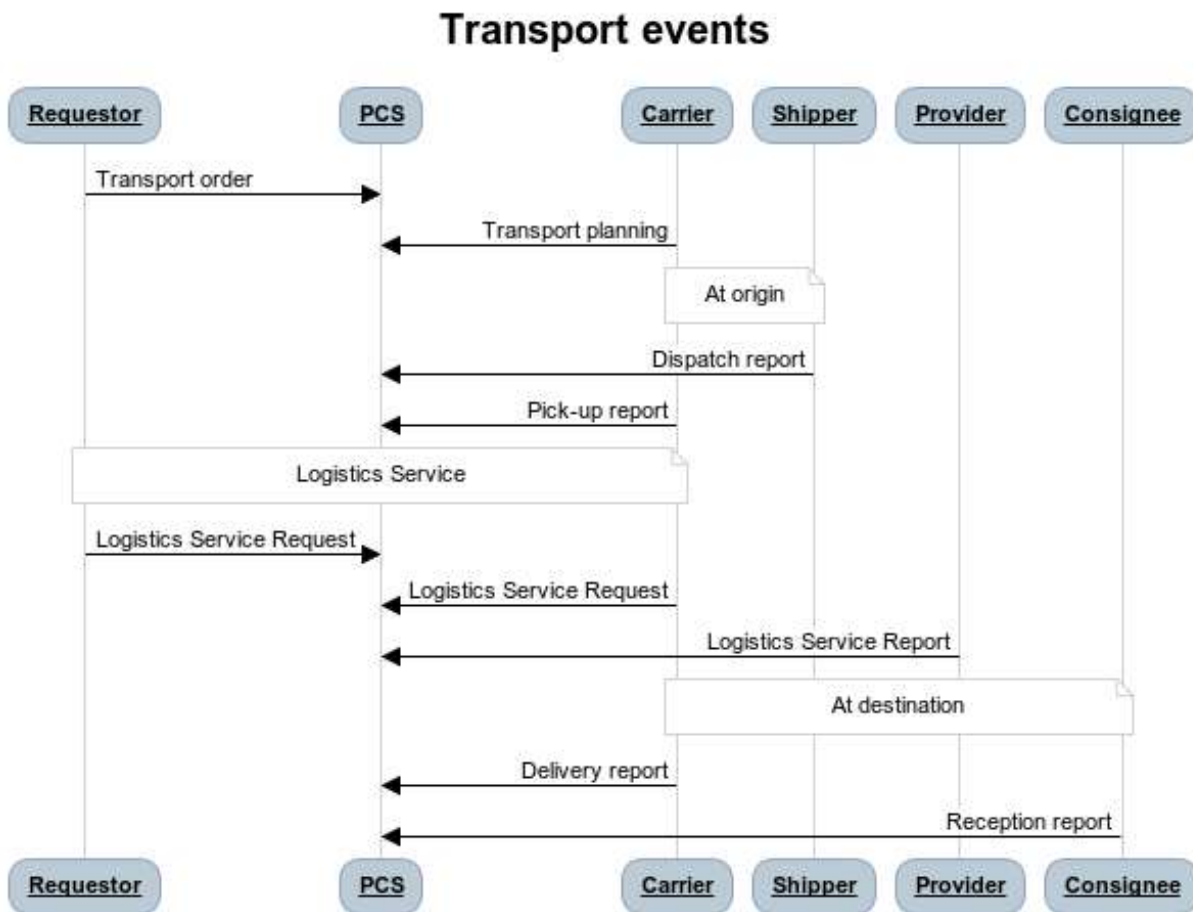 Transport events
Requestor PCS Carrier Shipper Provider Consignee
Transport order
Transport planning
At origin
Dispatch report
Pick-up report
Logistics Service
Logistics Service Request
Logistics Service Request
Logistics Service Report
At destination
Delivery report
Reception report
Requestor PCS Carrier Shipper Provider Consignee